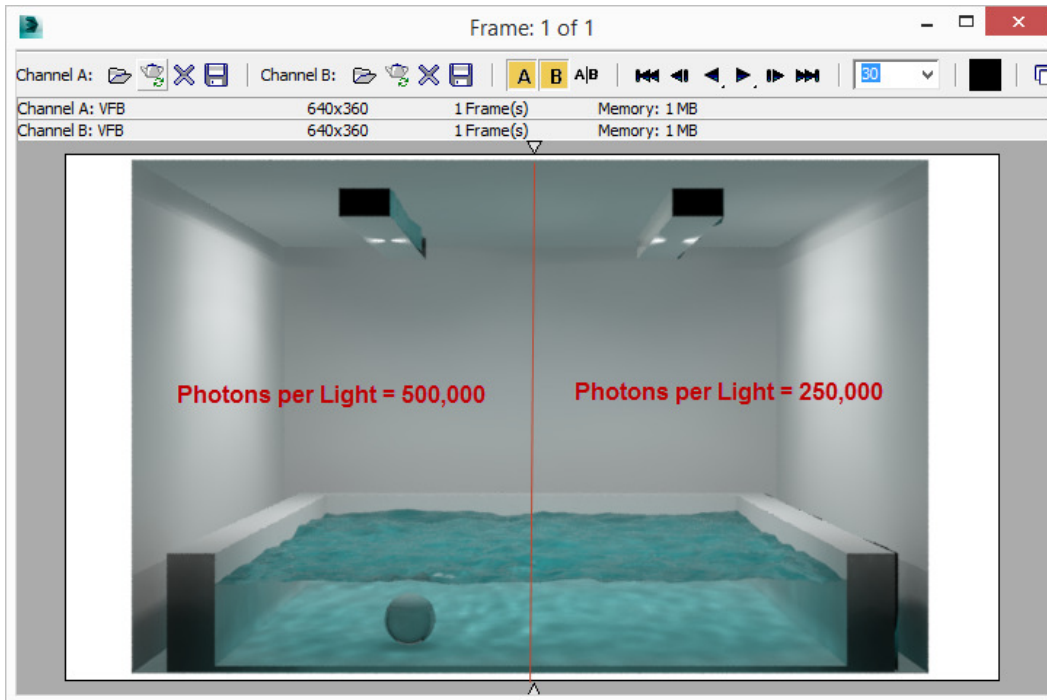 Frame: 1 of 1
Channel A: Channel B: A B A|B 30
Channel A: VFB 640x360 1 Frame(s) Memory: 1 MB
Channel B: VFB 640x360 1 Frame(s) Memory: 1 MB
Photons per Light = 500,000 Photons per Light = 250,000